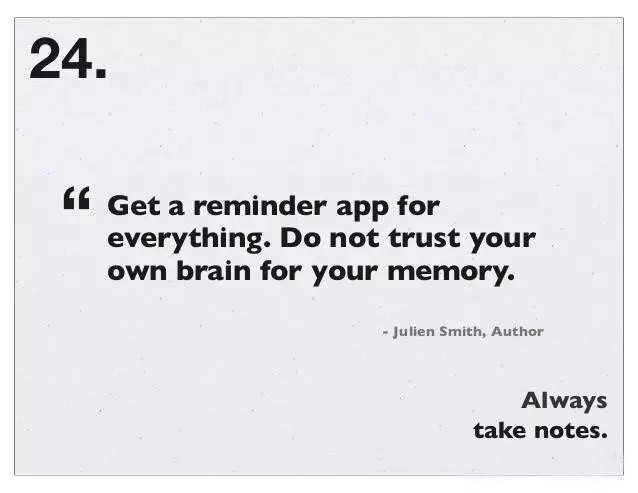 24.
“ Get a reminder app for
everything. Do not trust your
own brain for your memory.
- Julien Smith, Author
Always
take notes.